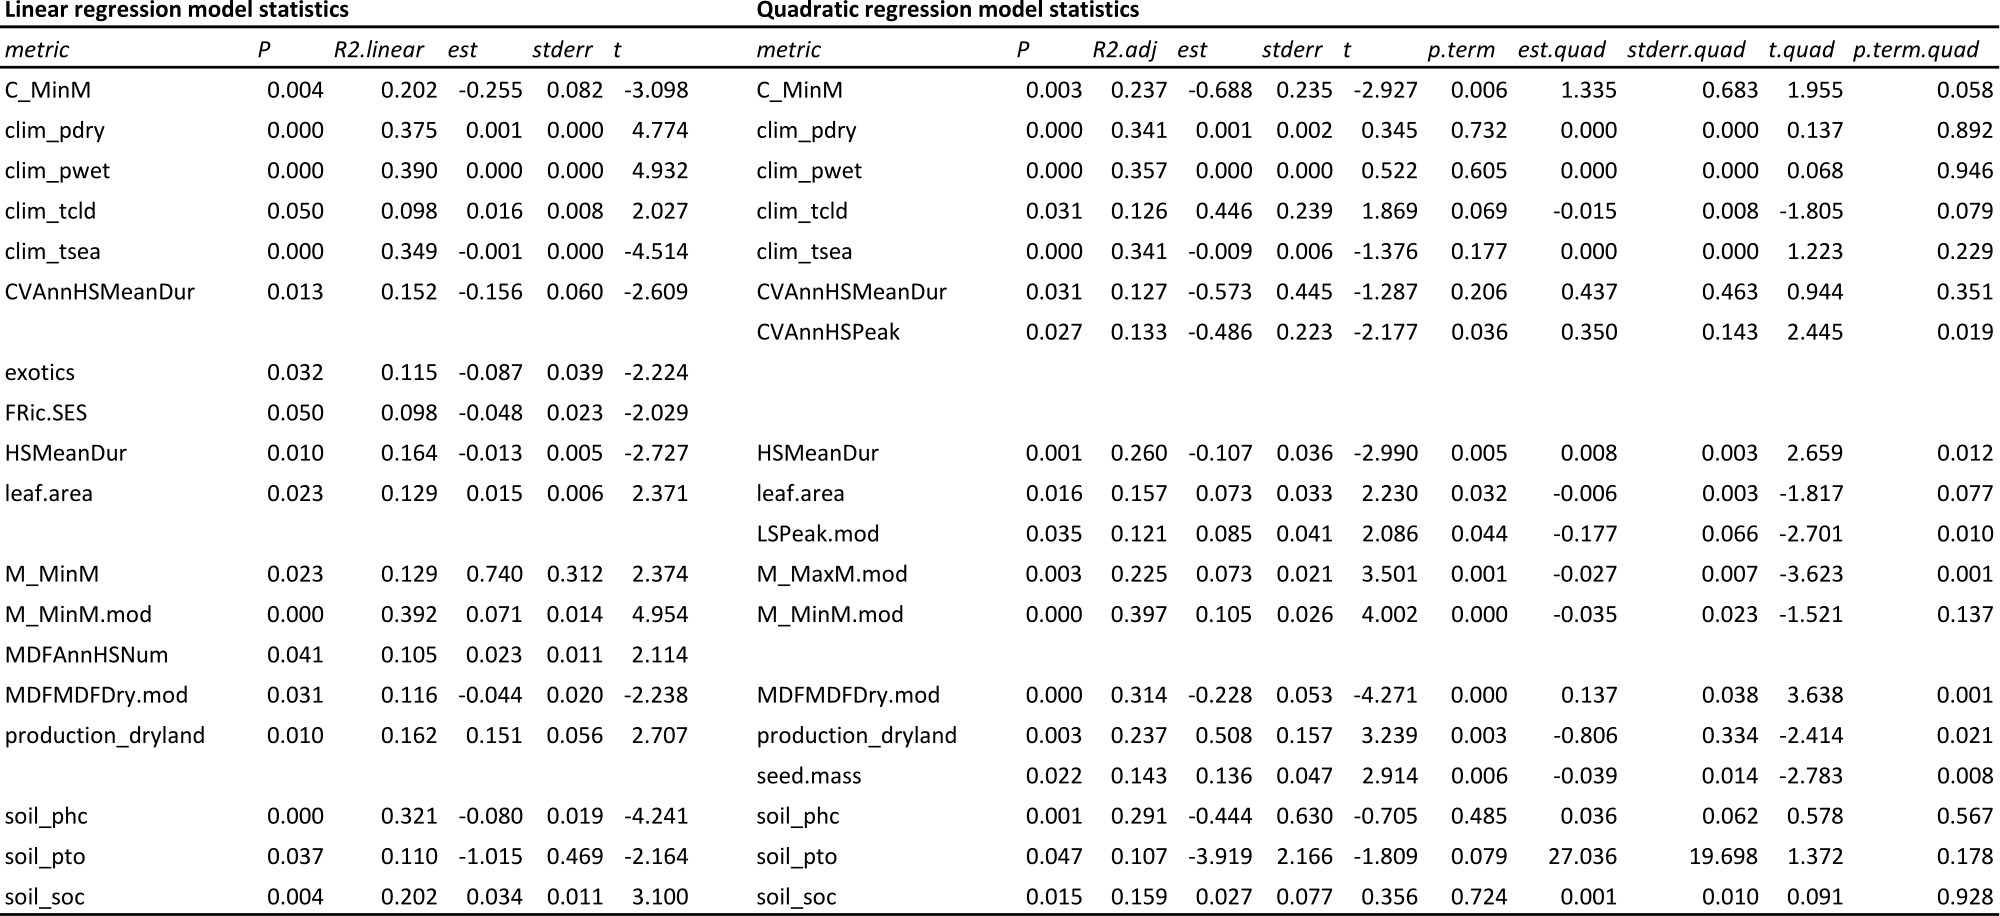 Linear regression model statistics Quadratic regression model statistics
metric P R2.linear est stderr t metric P R2.adj est stderr t p.term est.quad stderr.quad t.quad p.term.quad
C_MinM 0.004 0.202 -0.255 0.082 -3.098 C_MinM 0.003 0.237 -0.688 0.235 -2.927 0.006 1.335 0.683 1.955 0.058
clim_pdry 0.000 0.375 0.001 0.000 4.774 clim_pdry 0.000 0.341 0.001 0.002 0.345 0.732 0.000 0.000 0.137 0.892
clim_pwet 0.000 0.390 0.000 0.000 4.932 clim_pwet 0.000 0.357 0.000 0.000 0.522 0.605 0.000 0.000 0.068 0.946
clim_tcld 0.050 0.098 0.016 0.008 2.027 clim_tcld 0.031 0.126 0.446 0.239 1.869 0.069 -0.015 0.008 -1.805 0.079
clim_tsea 0.000 0.349 -0.001 0.000 -4.514 clim_tsea 0.000 0.341 -0.009 0.006 -1.376 0.177 0.000 0.000 1.223 0.229
CVAnnHSMeanDur 0.013 0.152 -0.156 0.060 -2.609 CVAnnHSMeanDur 0.031 0.127 -0.573 0.445 -1.287 0.206 0.437 0.463 0.944 0.351
CVAnnHSPeak 0.027 0.133 -0.486 0.223 -2.177 0.036 0.350 0.143 2.445 0.019
exotics 0.032 0.115 -0.087 0.039 -2.224
FRic.SES 0.050 0.098 -0.048 0.023 -2.029
HSMeanDur 0.010 0.164 -0.013 0.005 -2.727 HSMeanDur 0.001 0.260 -0.107 0.036 -2.990 0.005 0.008 0.003 2.659 0.012
leaf.area 0.023 0.129 0.015 0.006 2.371 leaf.area 0.016 0.157 0.073 0.033 2.230 0.032 -0.006 0.003 -1.817 0.077
LSPeak.mod 0.035 0.121 0.085 0.041 2.086 0.044 -0.177 0.066 -2.701 0.010
M_MinM 0.023 0.129 0.740 0.312 2.374 M_MaxM.mod 0.003 0.225 0.073 0.021 3.501 0.001 -0.027 0.007 -3.623 0.001
M_MinM.mod 0.000 0.392 0.071 0.014 4.954 M_MinM.mod 0.000 0.397 0.105 0.026 4.002 0.000 -0.035 0.023 -1.521 0.137
MDFAnnHSNum 0.041 0.105 0.023 0.011 2.114
MDFMDFDry.mod 0.031 0.116 -0.044 0.020 -2.238 MDFMDFDry.mod 0.000 0.314 -0.228 0.053 -4.271 0.000 0.137 0.038 3.638 0.001
production_dryland 0.010 0.162 0.151 0.056 2.707 production_dryland 0.003 0.237 0.508 0.157 3.239 0.003 -0.806 0.334 -2.414 0.021
seed.mass 0.022 0.143 0.136 0.047 2.914 0.006 -0.039 0.014 -2.783 0.008
soil_phc 0.000 0.321 -0.080 0.019 -4.241 soil_phc 0.001 0.291 -0.444 0.630 -0.705 0.485 0.036 0.062 0.578 0.567
soil_pto 0.037 0.110 -1.015 0.469 -2.164 soil_pto 0.047 0.107 -3.919 2.166 -1.809 0.079 27.036 19.698 1.372 0.178
soil_soc 0.004 0.202 0.034 0.011 3.100 soil_soc 0.015 0.159 0.027 0.077 0.356 0.724 0.001 0.010 0.091 0.928